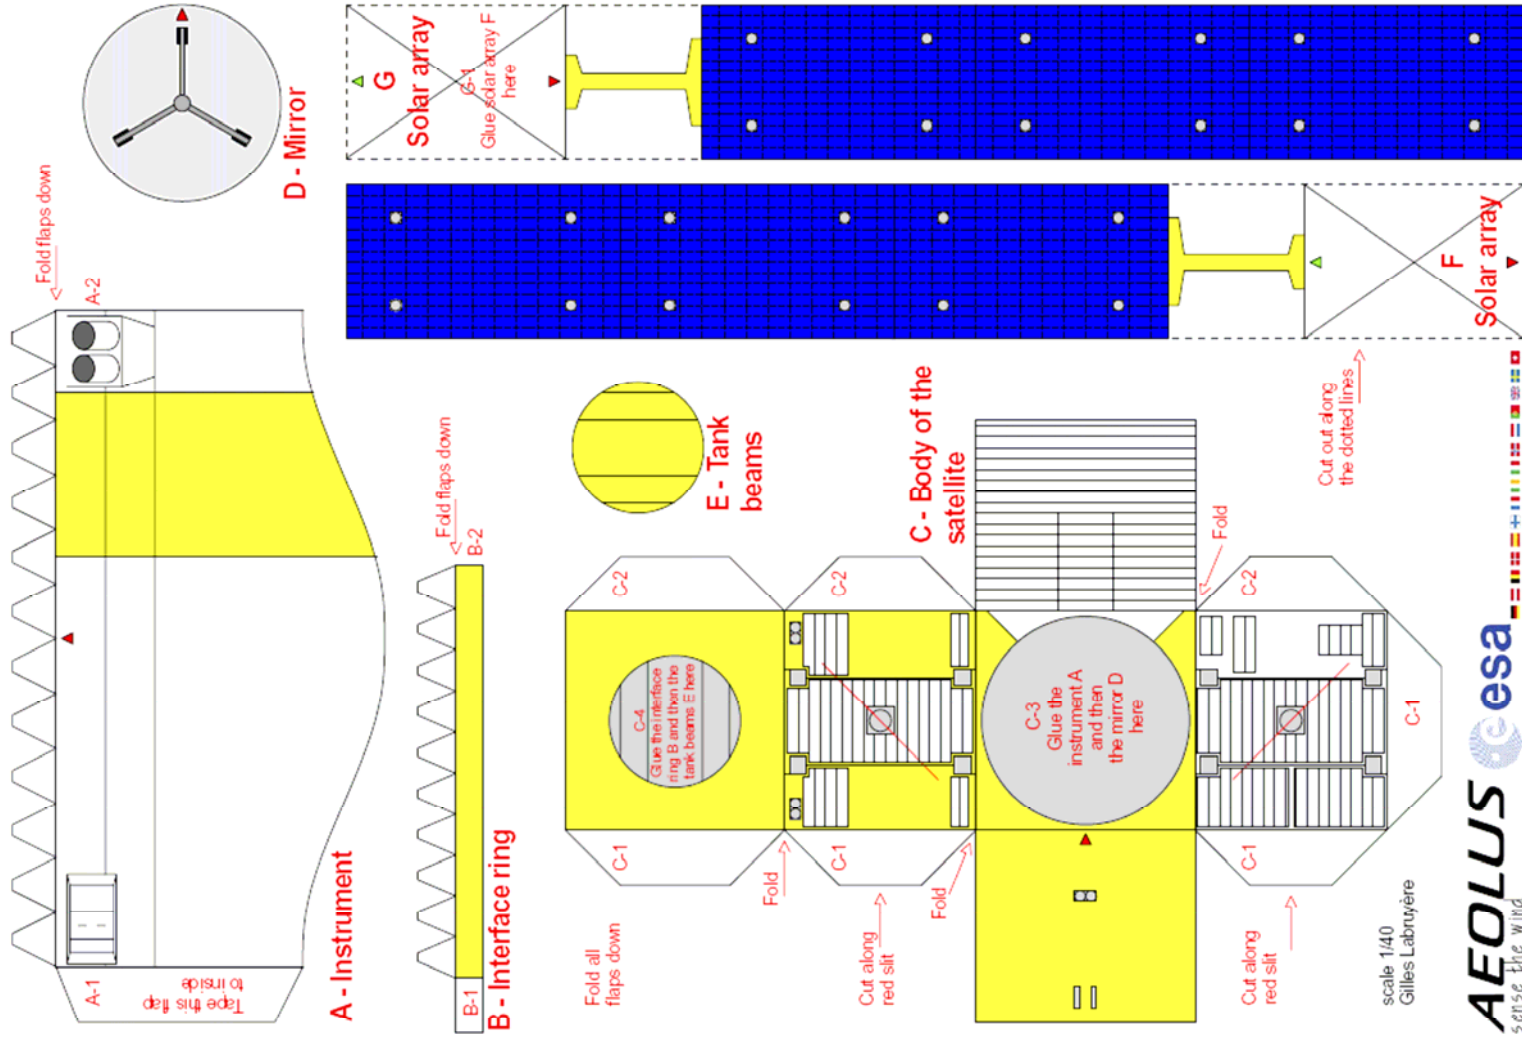 D - Mirror
G
Solar array
G-1
Glue solar array F
here
Fold flaps down
A-2
A-1
Tape this flap
to inside
A - Instrument
Fold flaps down
B-2
B-1
B - Interface ring
E - Tank
beams
F
Solar array
Cut out along
the dotted lines
C - Body of the
satellite
Fold
C-2
C-2
C-2
C-4
Glue the interface
ring B and then the
tank beams E here
C-3
Glue the
instrument A
and then
the mirror D
here
C-1
C-1
C-1
C-1
Fold
Fold
Fold all
flaps down
Cut along
red slit
Cut along
red slit
scale 1/40
Gilles Labruyère
AEOLUS
sense the wind
esa